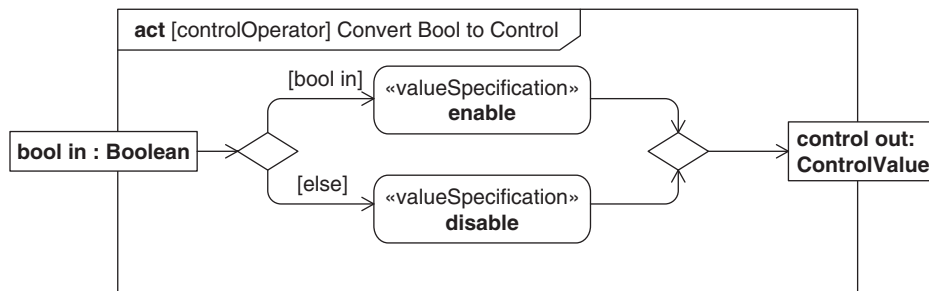 act [controlOperator] Convert Bool to Control
[bool in]
«valueSpecification»
enable
bool in : Boolean
control out:
ControlValue
[else]
«valueSpecification»
disable